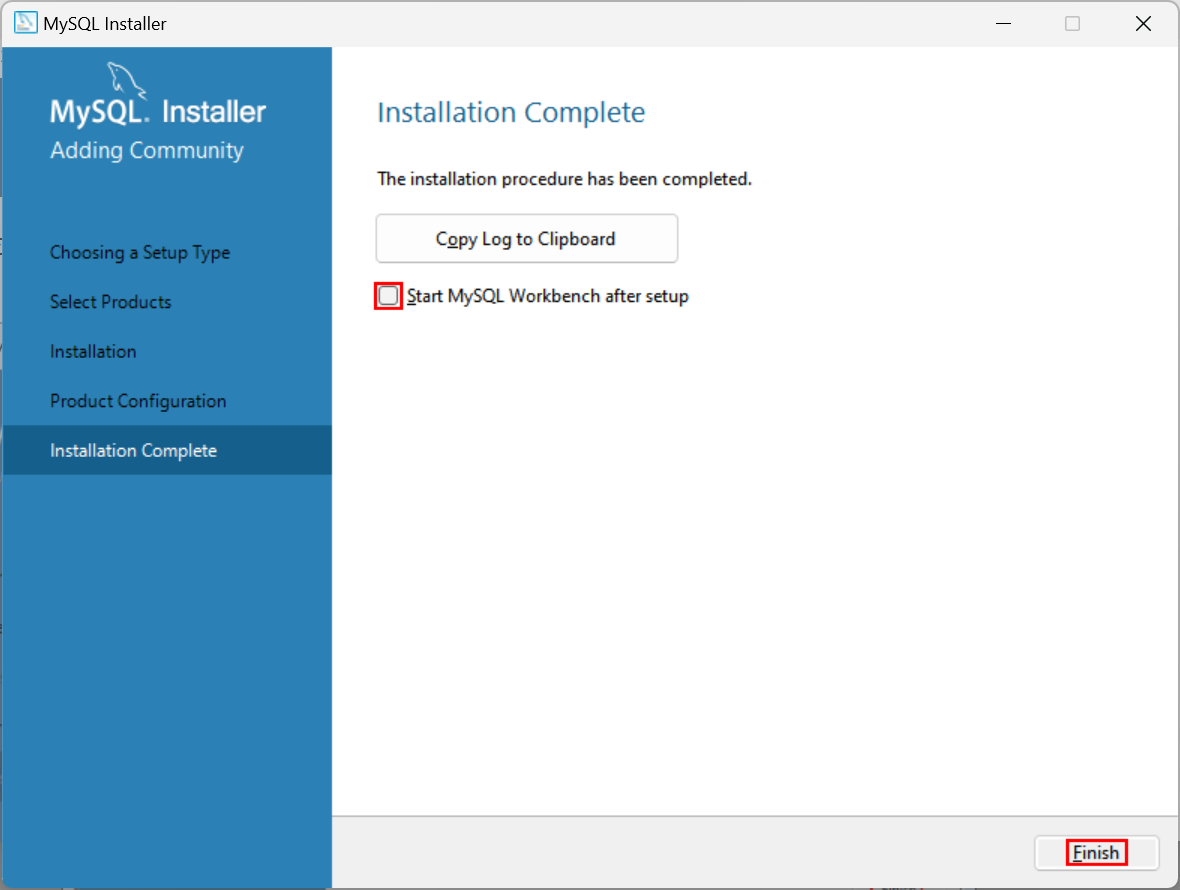 MySQL Installer
MySQL. Installer
Adding Community
Choosing a Setup Type
Select Products
Installation
Product Configuration
Installation Complete
Installation Complete
The installation procedure has been completed.
Copy Log to Clipboard
Start MySQL Workbench after setup
Finish